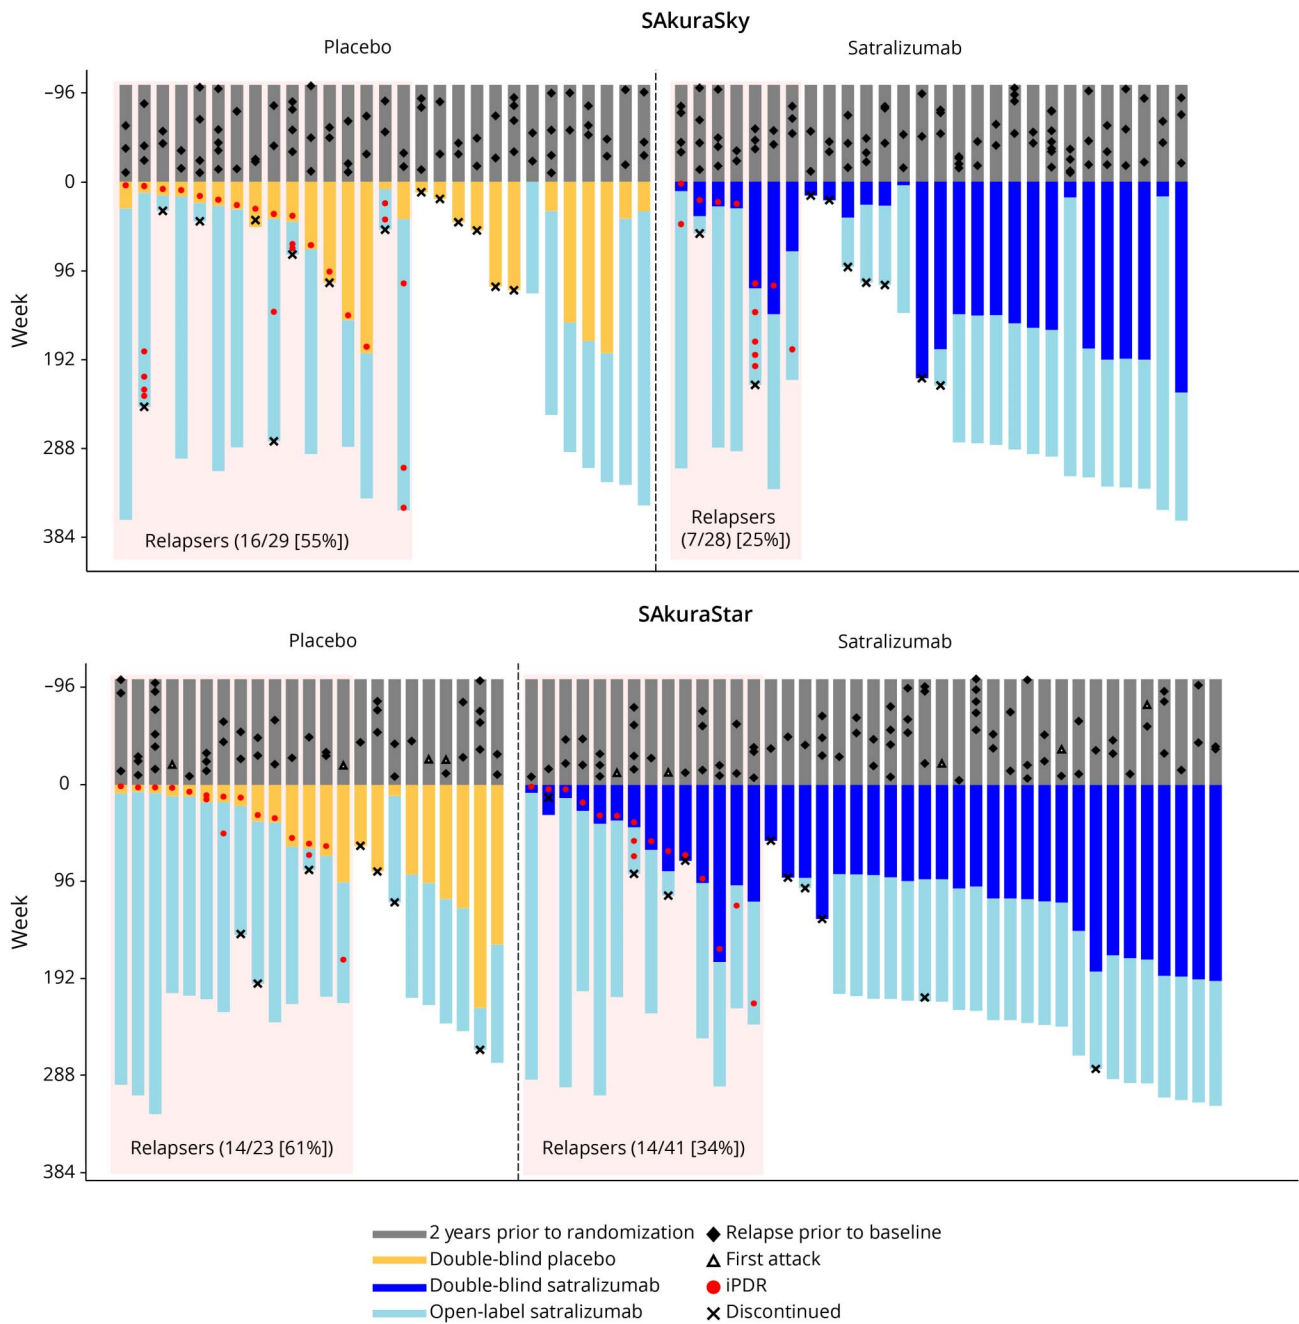 SAkuraSky
Placebo
Satralizumab
Week
−96
0
96
192
288
384
Relapsers (16/29 [55%])
Relapsers
(7/28) [25%])
SAkuraStar
Placebo
Satralizumab
Week
−96
0
96
192
288
384
Relapsers (14/23 [61%])
Relapsers (14/41 [34%])
2 years prior to randomization
Relapse prior to baseline
Double-blind placebo
First attack
Double-blind satralizumab
iPDR
Open-label satralizumab
Discontinued